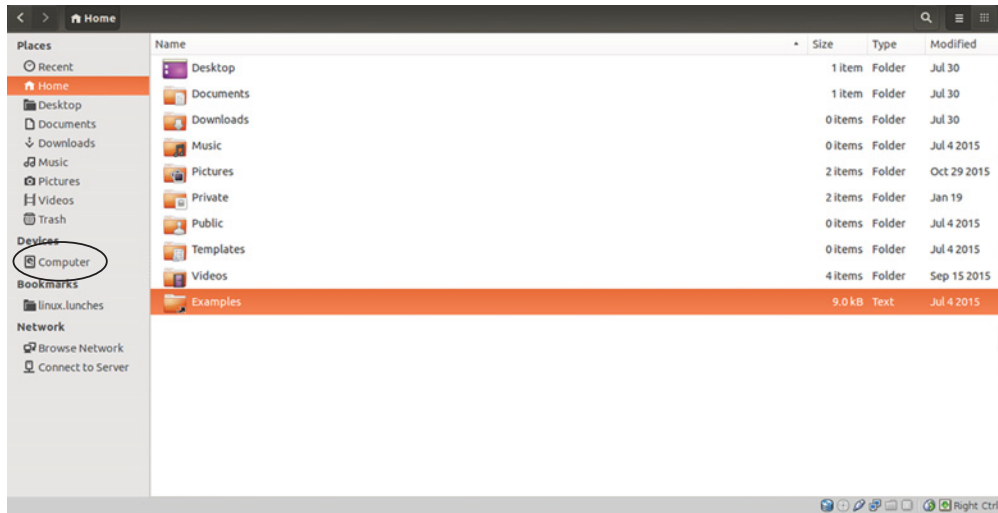 Home
Places
Name Size Type Modified
Recent
Home
Desktop
Documents
Downloads
Music
Pictures
Videos
Trash
Devices
Computer
Bookmarks
linux.lunches
Network
Browse Network
Connect to Server
Desktop 1 item Folder Jul 30
Documents 1 item Folder Jul 30
Downloads 0 items Folder Jul 30
Music 0 items Folder Jul 4 2015
Pictures 2 items Folder Oct 29 2015
Private 2 items Folder Jan 19
Public 0 items Folder Jul 4 2015
Templates 0 items Folder Jul 4 2015
Videos 4 items Folder Sep 15 2015
Examples 9.0 kB Text Jul 4 2015
Right Ctrl